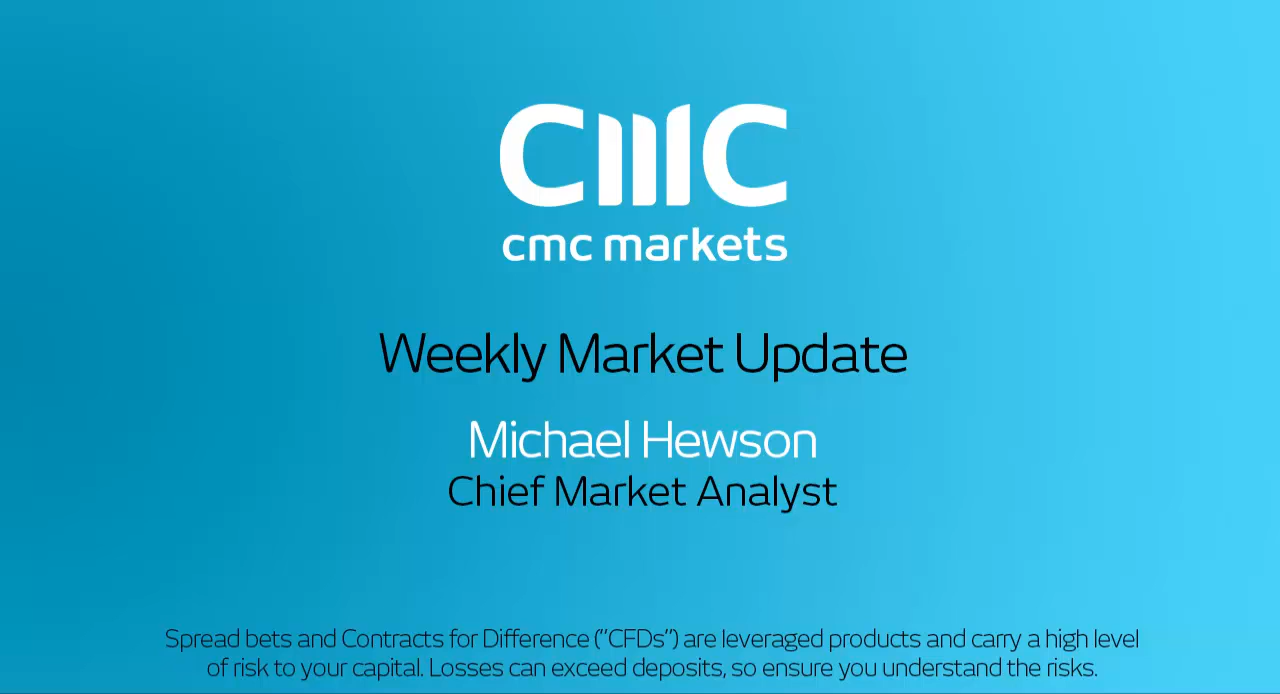 CMC
cmc markets
Weekly Market Update
Michael Hewson
Chief Market Analyst
Spread bets and Contracts for Difference (“CFDs”) are leveraged products and carry a high level
of risk to your capital. Losses can exceed deposits, so ensure you understand the risks.